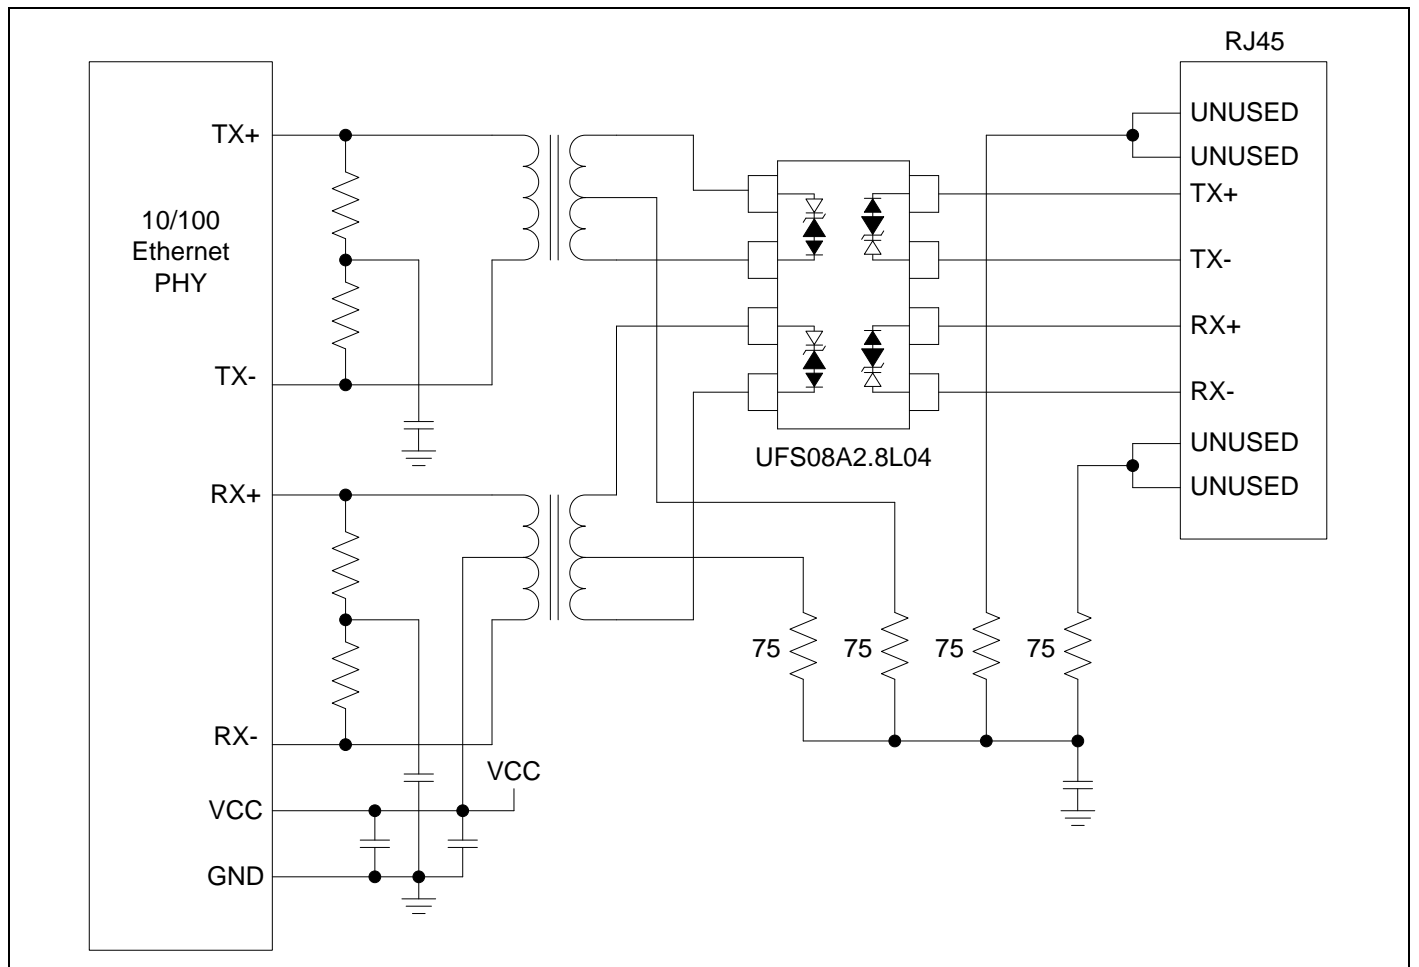 RJ45
TX+
10/100
Ethernet
PHY
TX-
RX+
RX-
VCC
VCC
GND
UFS08A2.8L04
UNUSED
UNUSED
TX+
TX-
RX+
RX-
UNUSED
UNUSED
75 75 75 75